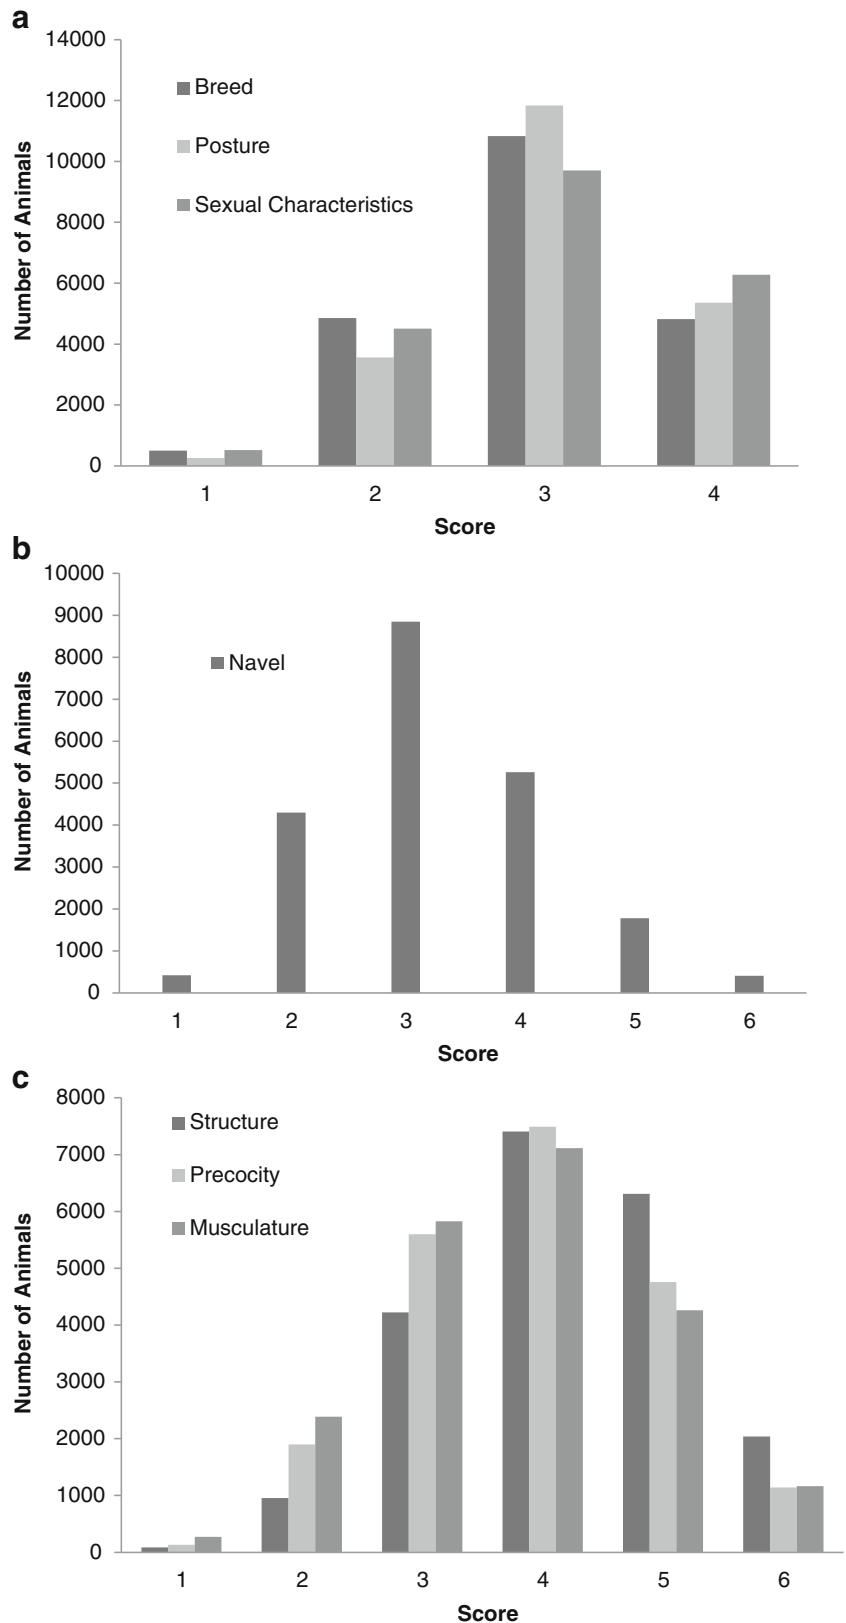 a
14000
12000
10000
8000
6000
4000
2000
0
Number of Animals
Breed
Posture
Sexual Characteristics
1 2 3 4
Score
b
10000
9000
8000
7000
6000
5000
4000
3000
2000
1000
0
Number of Animals
Navel
1 2 3 4 5 6
Score
c
8000
7000
6000
5000
4000
3000
2000
1000
0
Number of Animals
Structure
Precocity
Musculature
1 2 3 4 5 6
Score